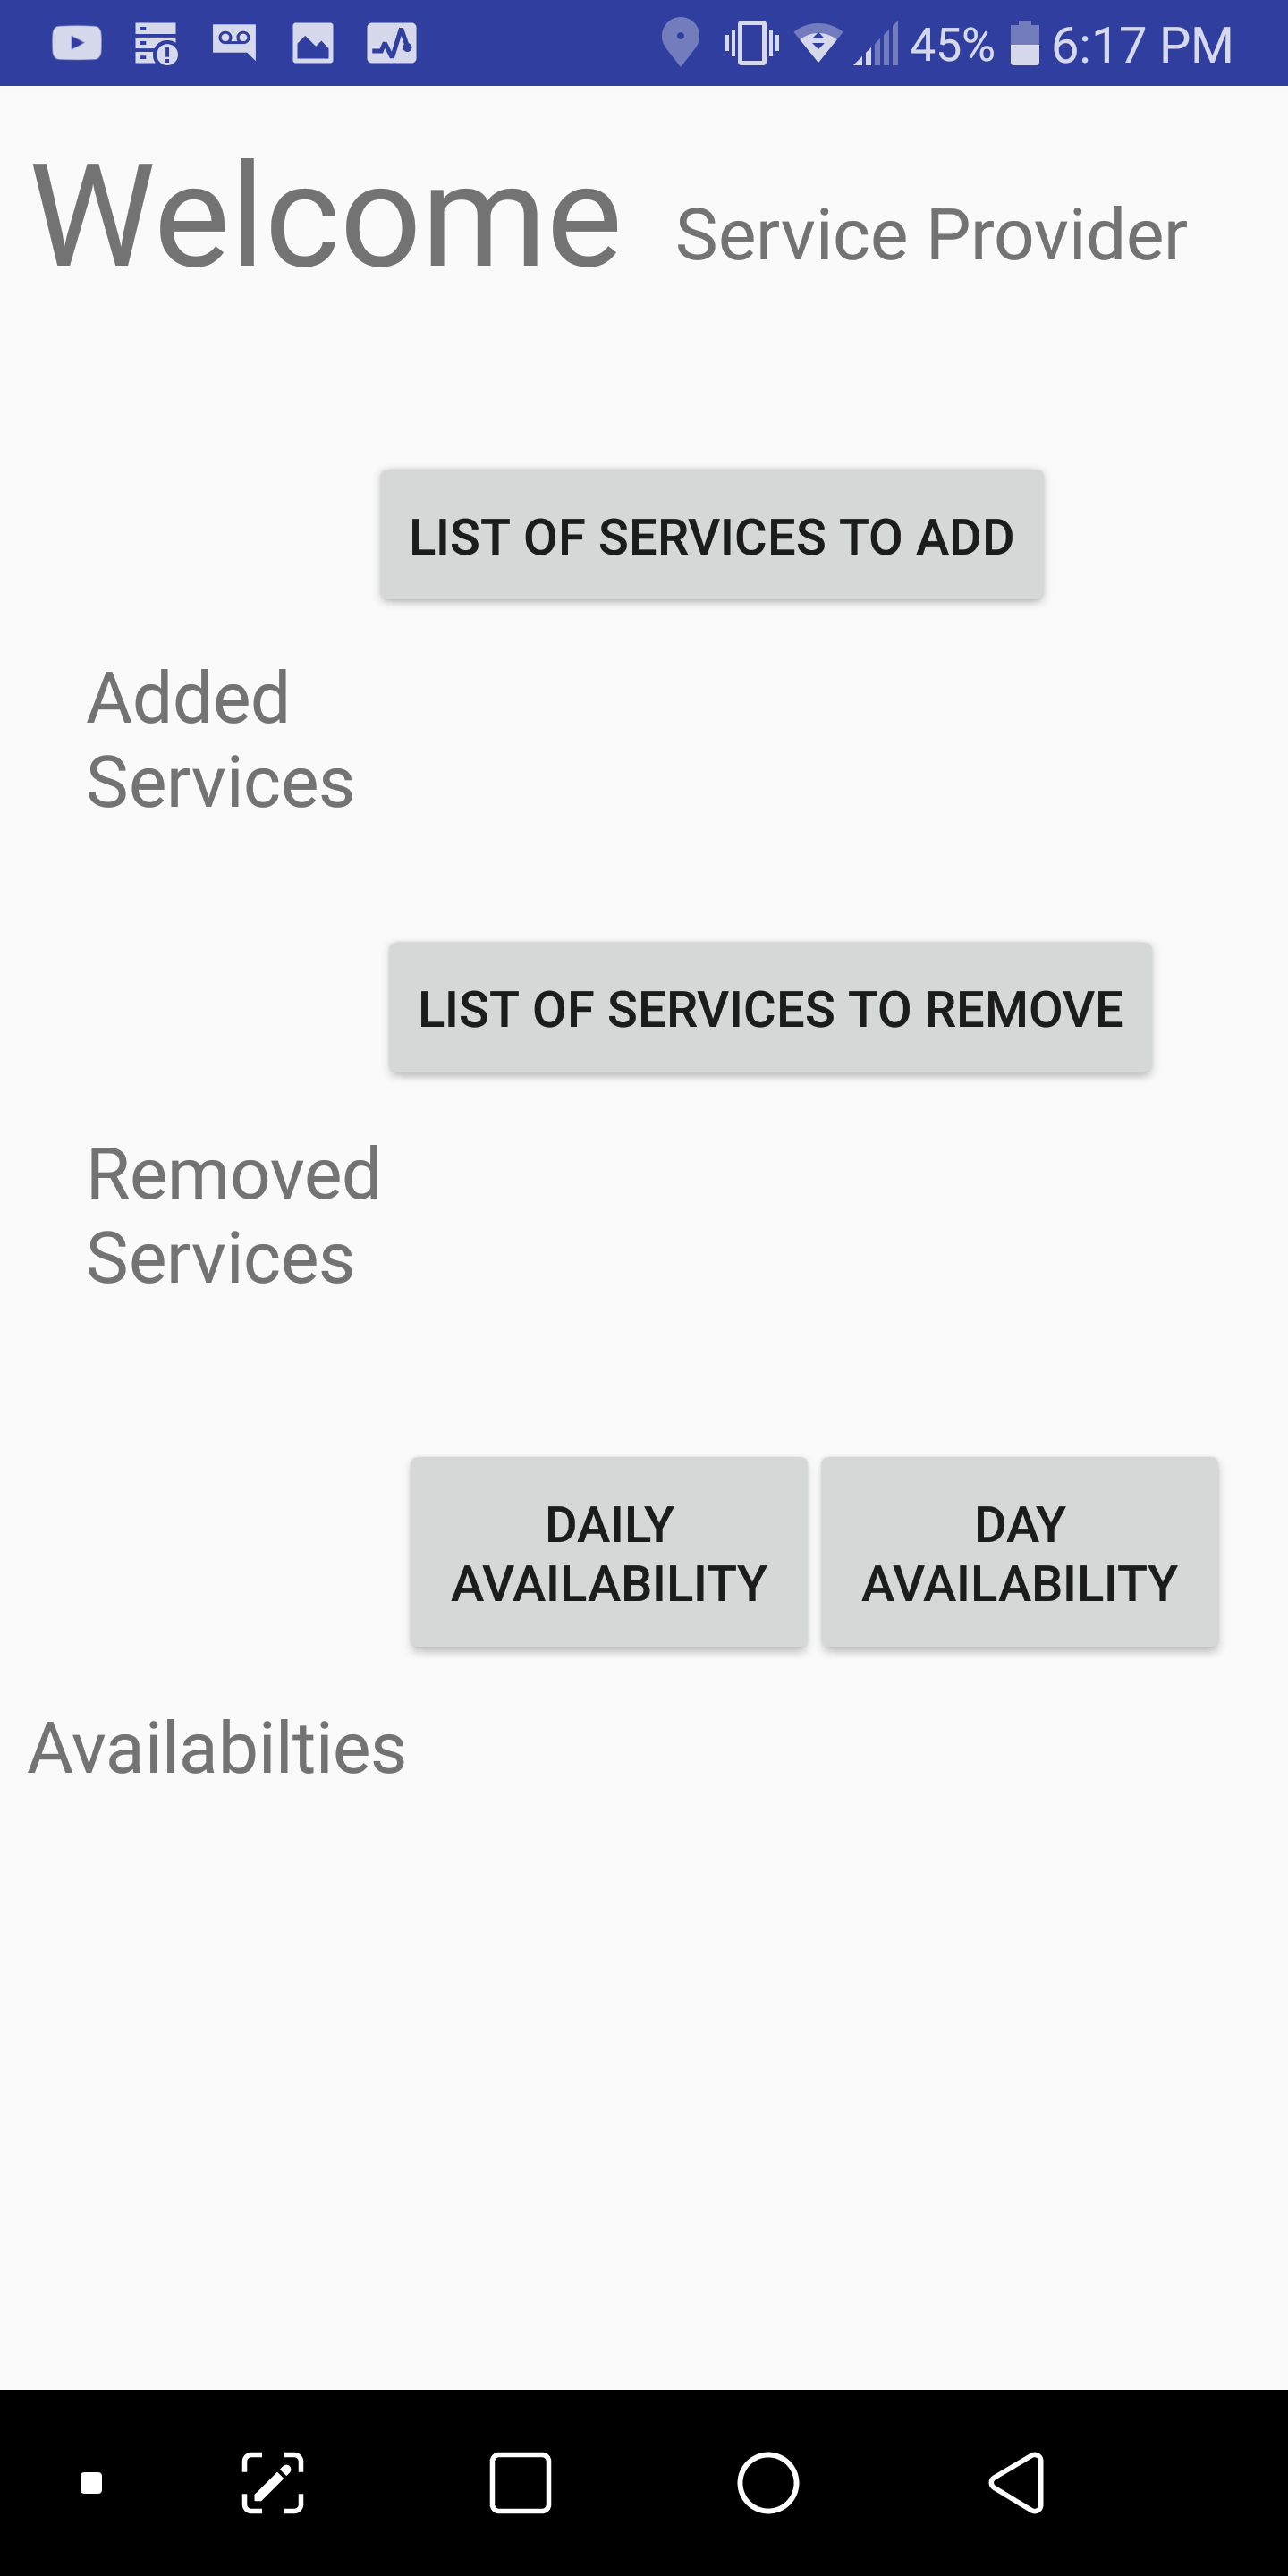 45% 6:17 PM
Welcome Service Provider
LIST OF SERVICES TO ADD
Added
Services
LIST OF SERVICES TO REMOVE
Removed
Services
DAILY
AVAILABILITY
DAY
AVAILABILITY
Availabilties